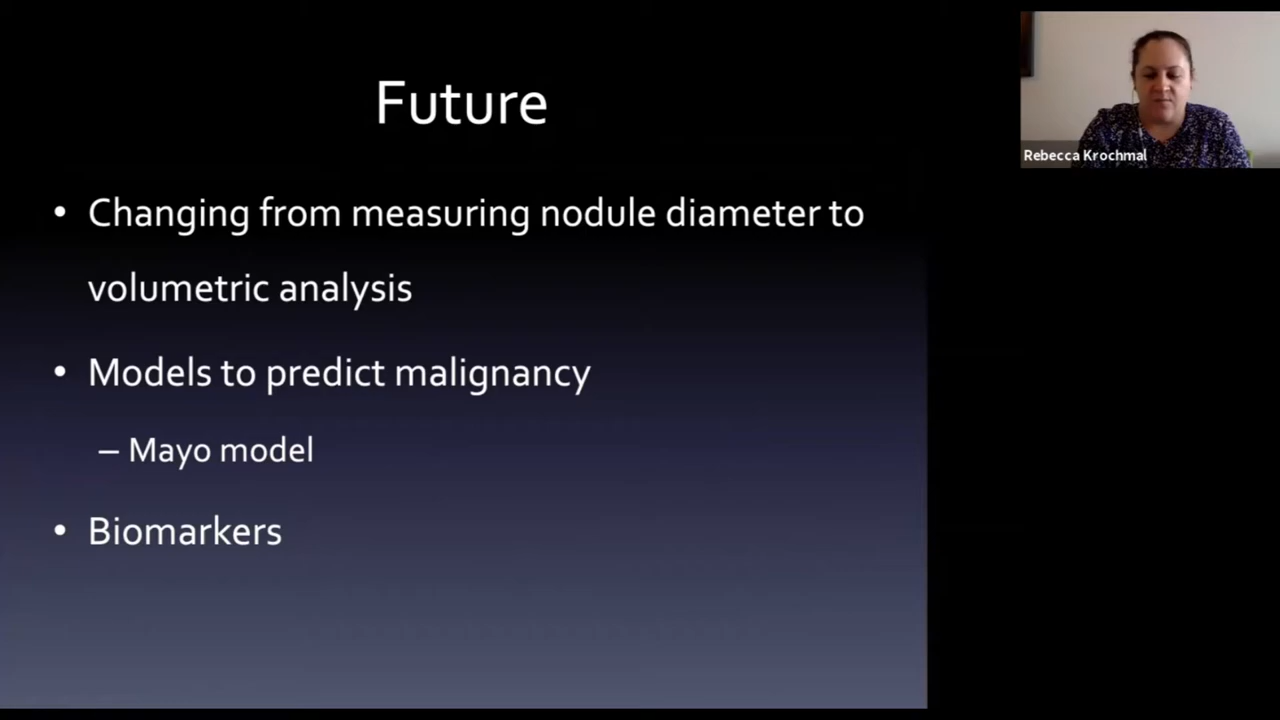 Future
• Changing from measuring nodule diameter to
volumetric analysis
• Models to predict malignancy
– Mayo model
• Biomarkers
Rebecca Krochmal